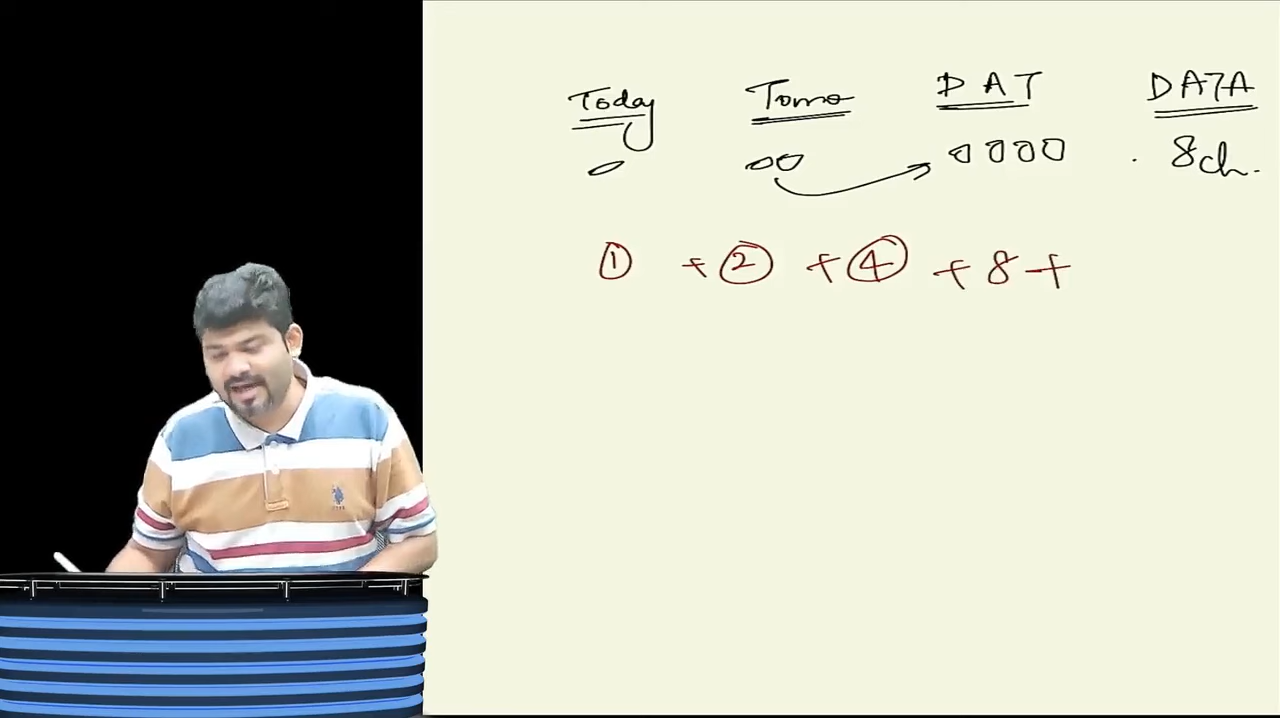 Today Tomo DAT DATA
0 00 0000 . 8ch.
1 + 2 + 4 + 8 +